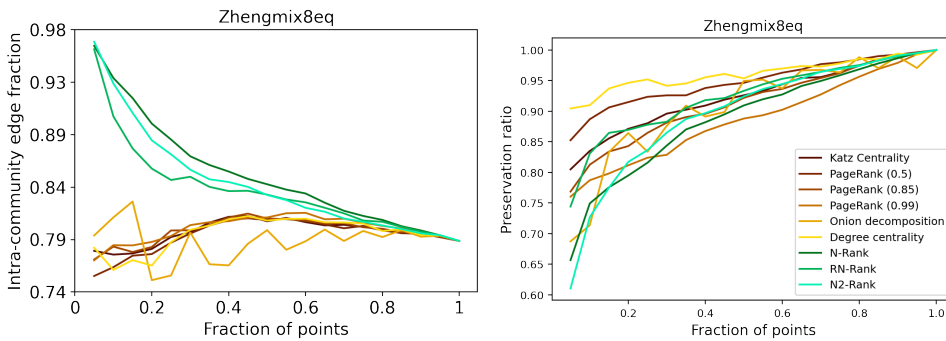 Zhengmix8eq
Intra-community edge fraction
0.98
0.93
0.89
0.84
0.79
0.74
0
0.2
0.4
0.6
0.8
1
Fraction of points
Zhengmix8eq
Preservation ratio
1.00
0.95
0.90
0.85
0.80
0.75
0.70
0.65
0.60
0.2
0.4
0.6
0.8
1.0
Fraction of points
Katz Centrality
PageRank (0.5)
PageRank (0.85)
PageRank (0.99)
Onion decomposition
Degree centrality
N-Rank
RN-Rank
N2-Rank